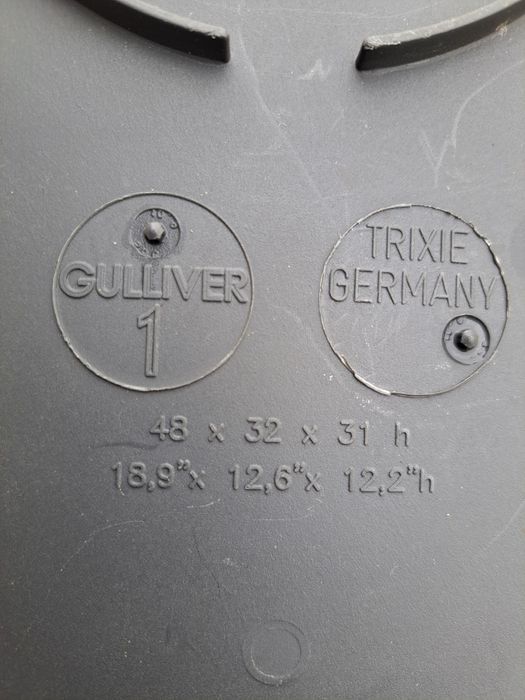 GULLIVER
1
TRIXIE
GERMANY
48 x 32 x 31 h
18,9"x 12,6"x 12,2"h